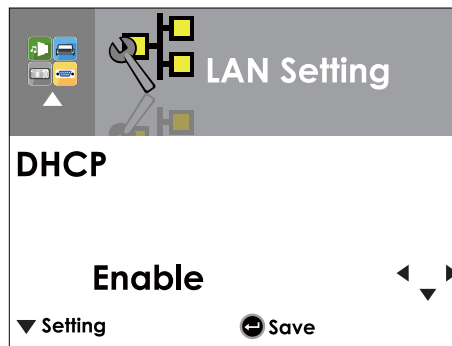 LAN Setting
DHCP
Enable
Setting
Save